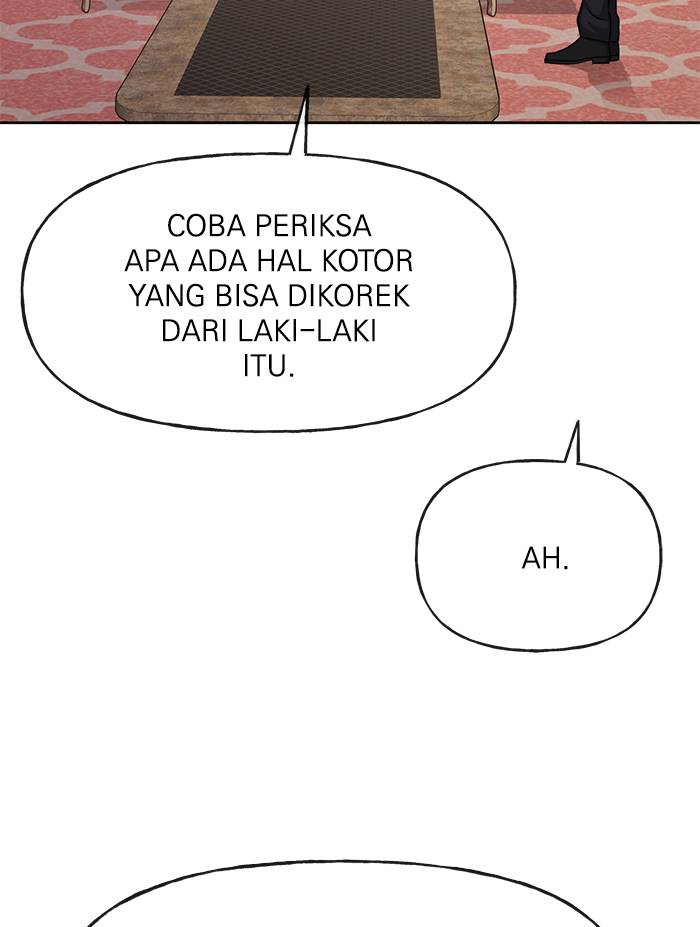 COBA PERIKSA
APA ADA HAL KOTOR
YANG BISA DIKOREK
DARI LAKI-LAKI
ITU.
AH.